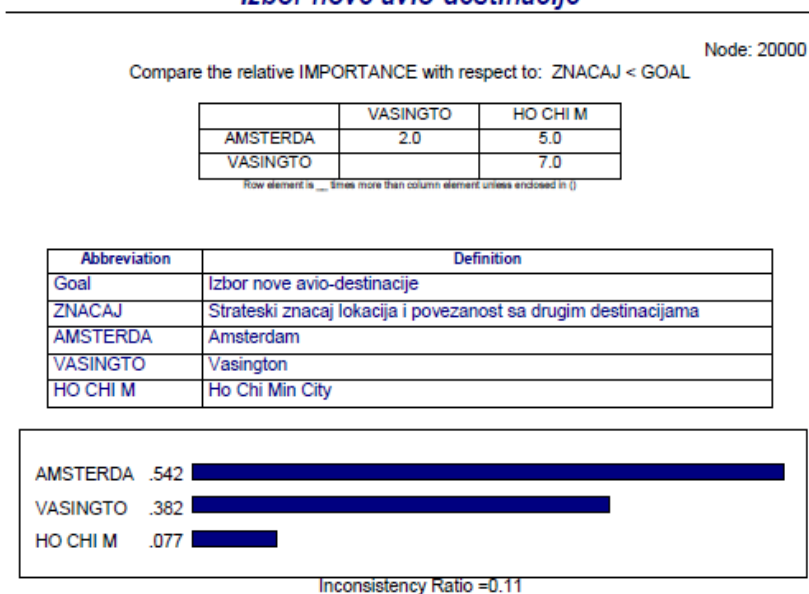 Izbor nove avio-destinacije
Node: 20000
Compare the relative IMPORTANCE with respect to: ZNACAJ < GOAL
VASINGTO HO CHI M
AMSTERDA 2.0 5.0
VASINGTO 7.0
Row element is __ times more than column element unless enclosed in ()
Abbreviation Definition
Goal Izbor nove avio-destinacije
ZNACAJ Strateski znacaj lokacija i povezanost sa drugim destinacijama
AMSTERDA Amsterdam
VASINGTO Vasington
HO CHI M Ho Chi Min City
AMSTERDA .542
VASINGTO .382
HO CHI M .077
Inconsistency Ratio =0.11